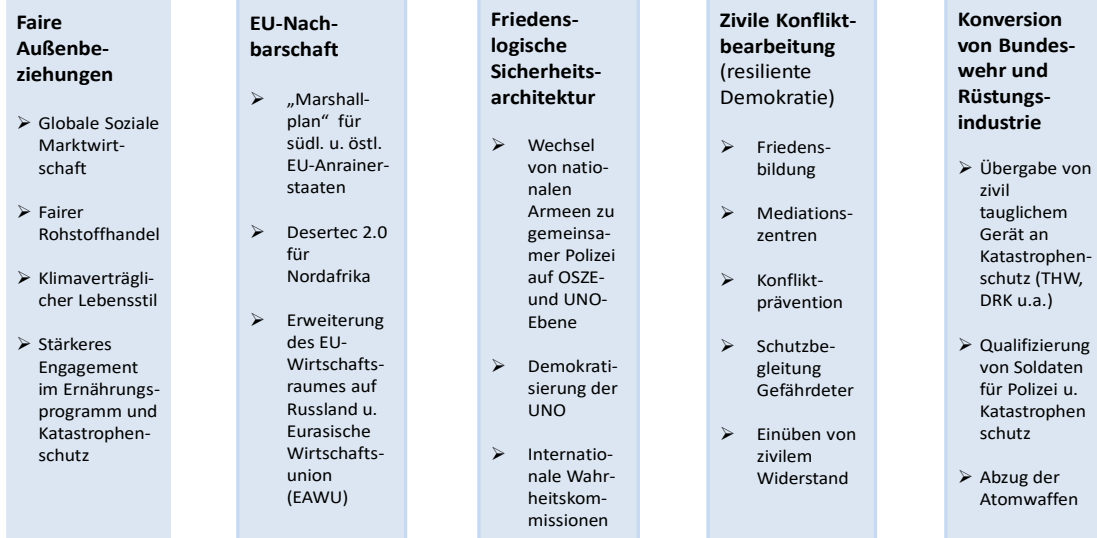 Faire
Außenbe-
ziehungen
➢ Globale Soziale
Marktwirt-
schaft
➢ Fairer
Rohstoffhandel
➢ Klimaverträgli-
cher Lebensstil
➢ Stärkeres
Engagement
im Ernährungs-
programm und
Katastrophen-
schutz
EU-Nach-
barschaft
➢ „Marshall-
plan“ für
südl. u. östl.
EU-Anrainer-
staaten
➢ Desertec 2.0
für
Nordafrika
➢ Erweiterung
des EU-
Wirtschafts-
raumes auf
Russland u.
Eurasische
Wirtschafts-
union
(EAWU)
Friedens-
logische
Sicherheits-
architektur
➢ Wechsel
von natio-
nalen
Armeen zu
gemeinsa-
mer Polizei
auf OSZE-
und UNO-
Ebene
➢ Demokrati-
sierung der
UNO
➢ Internatio-
nale Wahr-
heitskom-
missionen
Zivile Konflikt-
bearbeitung
(resiliente
Demokratie)
➢ Friedens-
bildung
➢ Mediations-
zentren
➢ Konflikt-
prävention
➢ Schutzbe-
gleitung
Gefährdeter
➢ Einüben von
zivilem
Widerstand
Konversion
von Bundes-
wehr und
Rüstungs-
industrie
➢ Übergabe von
zivil
tauglichem
Gerät an
Katastrophen-
schutz (THW,
DRK u.a.)
➢ Qualifizierung
von Soldaten
für Polizei u.
Katastrophen
schutz
➢ Abzug der
Atomwaffen